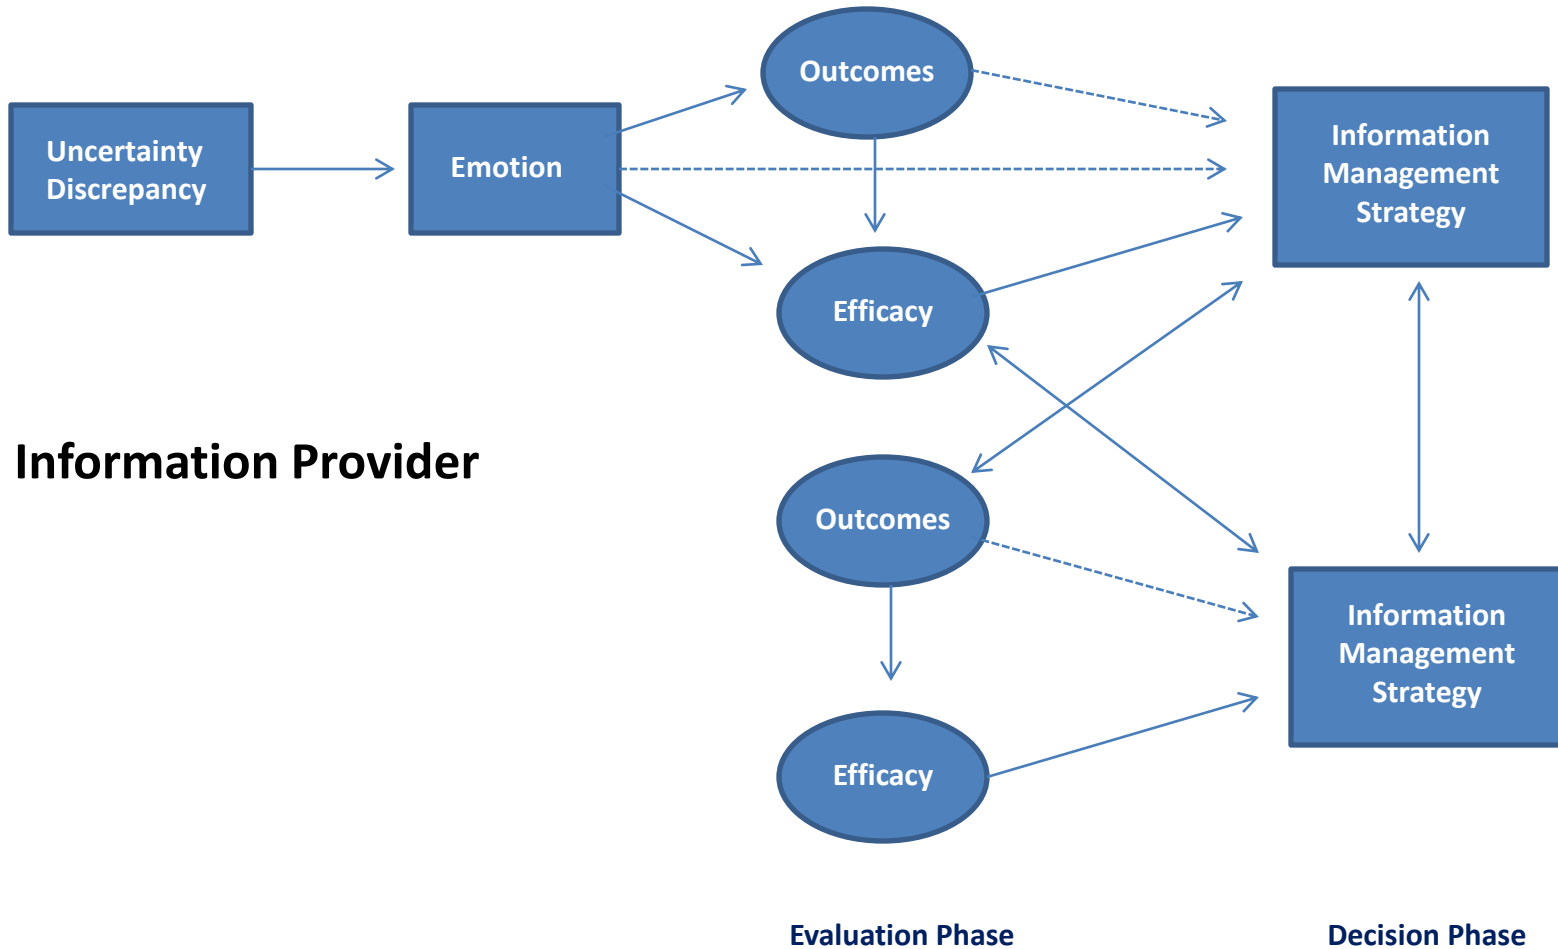 Outcomes
Uncertainty
Discrepancy
Emotion
Information
Management
Strategy
Efficacy
Information Provider
Outcomes
Information
Management
Strategy
Efficacy
Evaluation Phase
Decision Phase